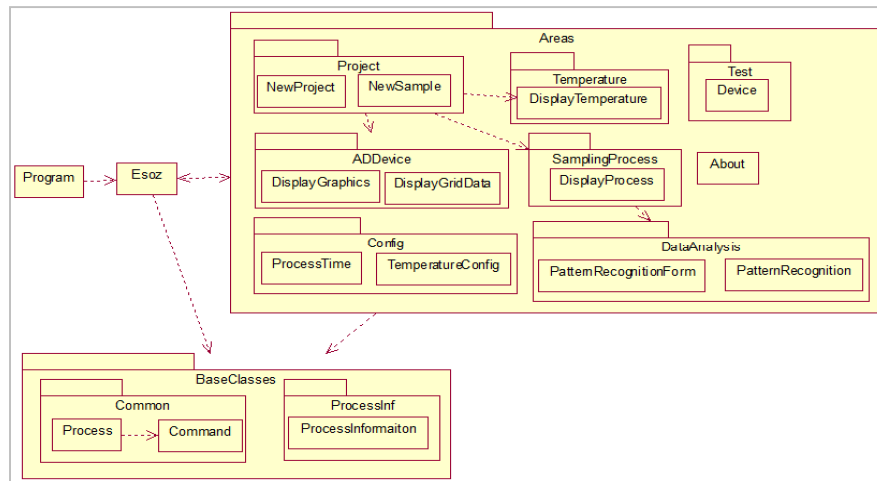 Areas
Project
NewProject
NewSample
Temperature
DisplayTemperature
Test
Device
ADDevice
DisplayGraphics
DisplayGridData
SamplingProcess
DisplayProcess
About
Program
Esoz
Config
ProcessTime
TemperatureConfig
DataAnalysis
PatternRecognitionForm
PatternRecognition
BaseClasses
Common
Process
Command
ProcessInf
ProcessInformaiton